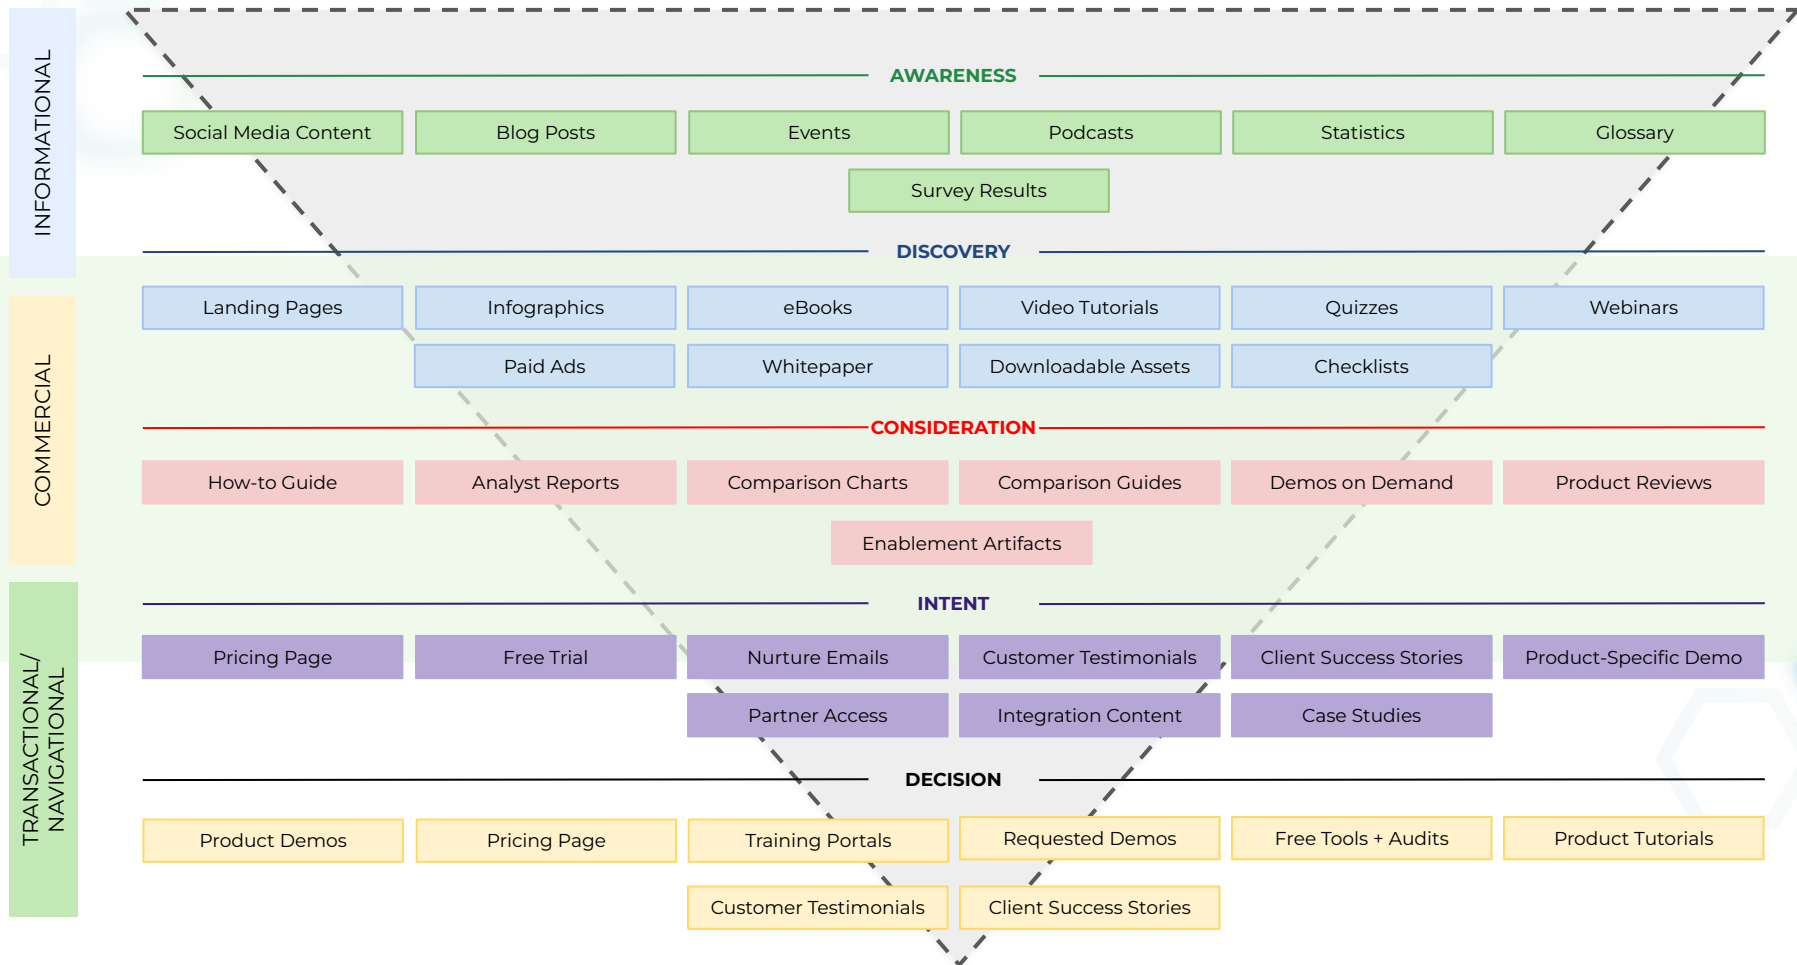 INFORMATIONAL
AWARENESS
Social Media Content
Blog Posts
Events
Podcasts
Statistics
Glossary
Survey Results
DISCOVERY
COMMERCIAL
Landing Pages
Infographics
eBooks
Video Tutorials
Quizzes
Webinars
Paid Ads
Whitepaper
Downloadable Assets
Checklists
CONSIDERATION
How-to Guide
Analyst Reports
Comparison Charts
Comparison Guides
Demos on Demand
Product Reviews
Enablement Artifacts
TRANSACTIONAL/
NAVIGATIONAL
INTENT
Pricing Page
Free Trial
Nurture Emails
Customer Testimonials
Client Success Stories
Product-Specific Demo
Partner Access
Integration Content
Case Studies
DECISION
Product Demos
Pricing Page
Training Portals
Requested Demos
Free Tools + Audits
Product Tutorials
Customer Testimonials
Client Success Stories